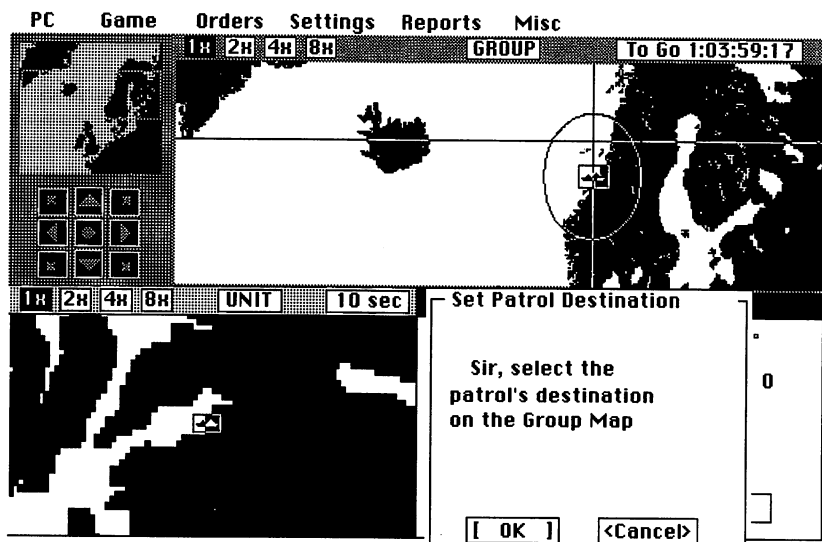 PC Game Orders Settings Reports Misc
1x 2x 4x 8x GROUP To Go 1:03:59:17
1x 2x 4x 8x UNIT 10 sec
Set Patrol Destination
Sir, select the
patrol's destination
on the Group Map
0
[ OK ] <Cancel>